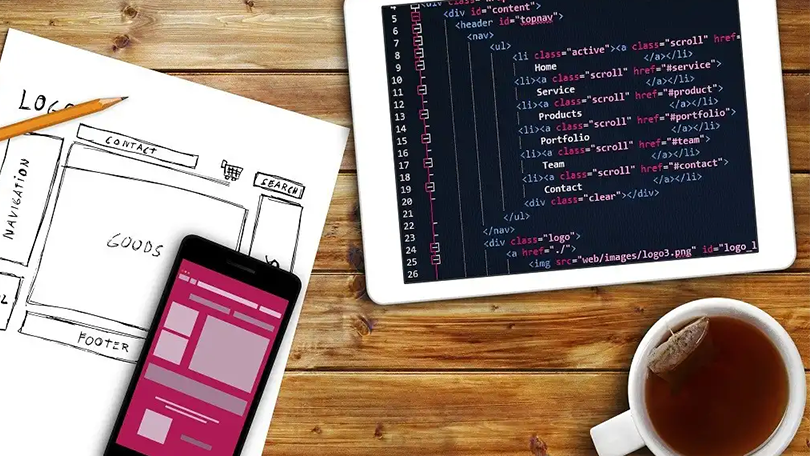 LOGO
CONTACT
SEARCH
NAVIGATION
GOODS
FOOTER
5 <div id="content">
6 <header id="topnav">
7 <nav>
8 <ul>
9 <li class="active"><a class="scroll" href="#
Home </a></li>
10 <li><a class="scroll" href="#service">
11 Service </a></li>
12 <li><a class="scroll" href="#product">
13 Products </a></li>
14 <li><a class="scroll" href="#portfolio">
15 Portfolio </a></li>
16 <li><a class="scroll" href="#team">
17 Team </a></li>
18 <li><a class="scroll" href="#contact">
19 Contact </a></li>
20 <div class="clear"></div>
21 </ul>
22 </nav>
23 <div class="logo">
24 <a href="./">
25 <img src="web/images/logo3.png" id="logo_l
26